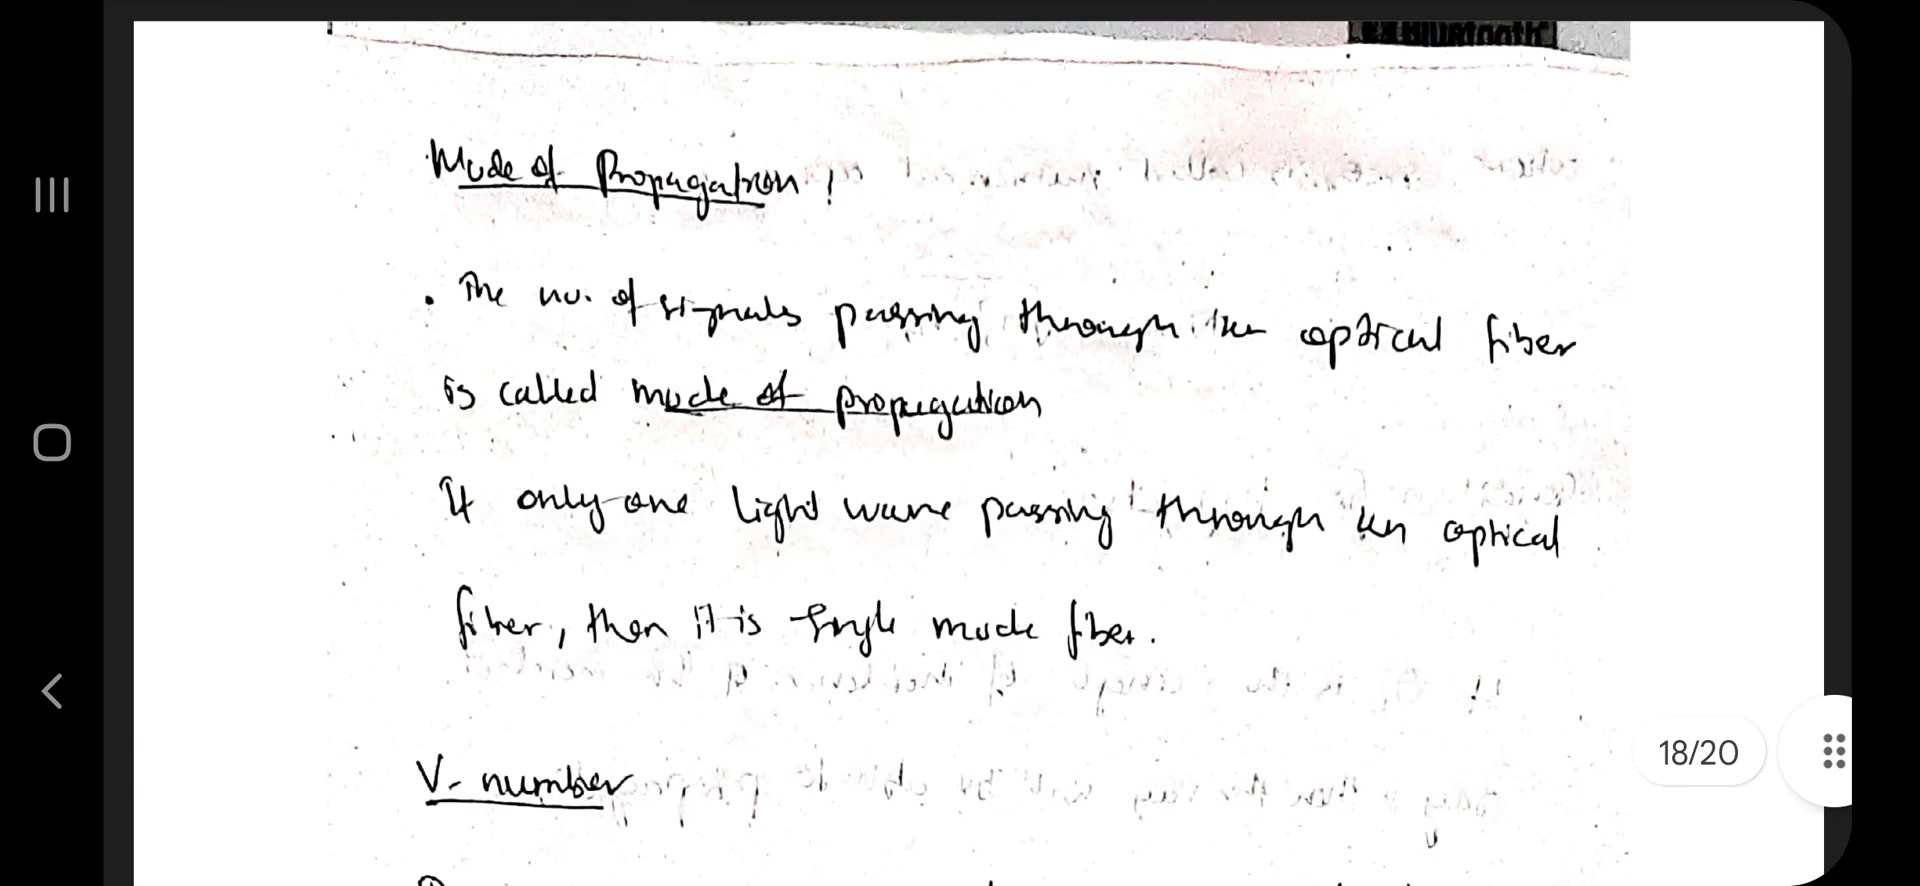 Bluetooth
Mode of Propagation :
. The no. of signals passing through the optical fiber
is called mode of propagation
If only one light wave passing through an optical
fiber, then it is single mode fiber.
18/20
V- number